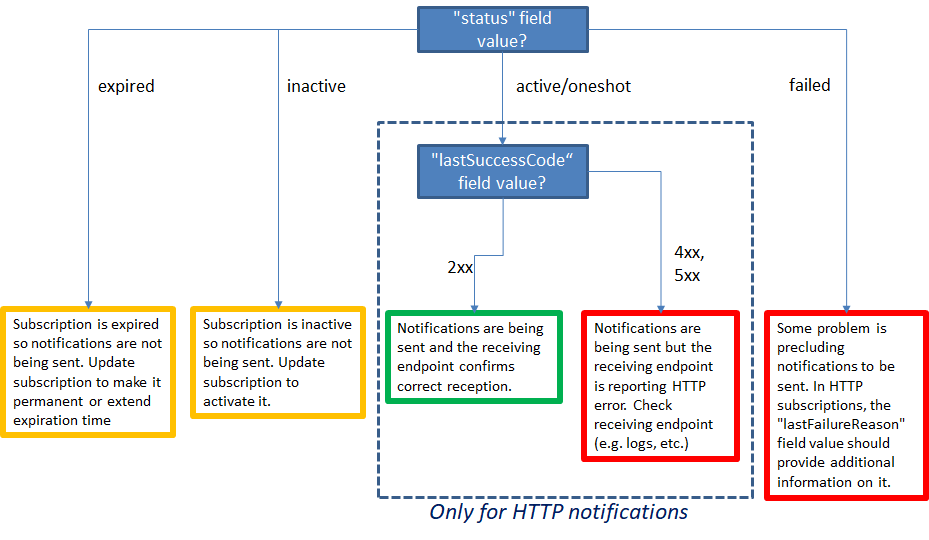 "status" field
value?
expired
inactive
active/oneshot
failed
"lastSuccessCode“
field value?
2xx
4xx,
5xx
Subscription is expired
so notifications are not
being sent. Update
subscription to make it
permanent or extend
expiration time
Subscription is inactive
so notifications are not
being sent. Update
subscription to
activate it.
Notifications are being
sent and the receiving
endpoint confirms
correct reception.
Notifications are
being sent but the
receiving endpoint
is reporting HTTP
error. Check
receiving endpoint
(e.g. logs, etc.)
Some problem is
precluding
notifications to be
sent. In HTTP
subscriptions, the
"lastFailureReason"
field value should
provide additional
information on it.
Only for HTTP notifications